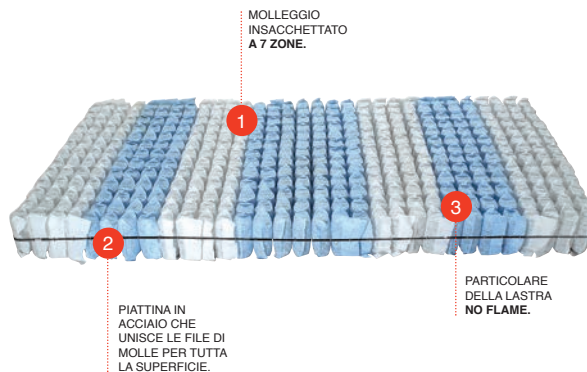 MOLLEGGIO
INSACCHETTATO
A 7 ZONE.
1
3
2
PARTICOLARE
DELLA LASTRA
NO FLAME.
PIATTINA IN
ACCIAIO CHE
UNISCE LE FILE DI
MOLLE PER TUTTA
LA SUPERFICIE.